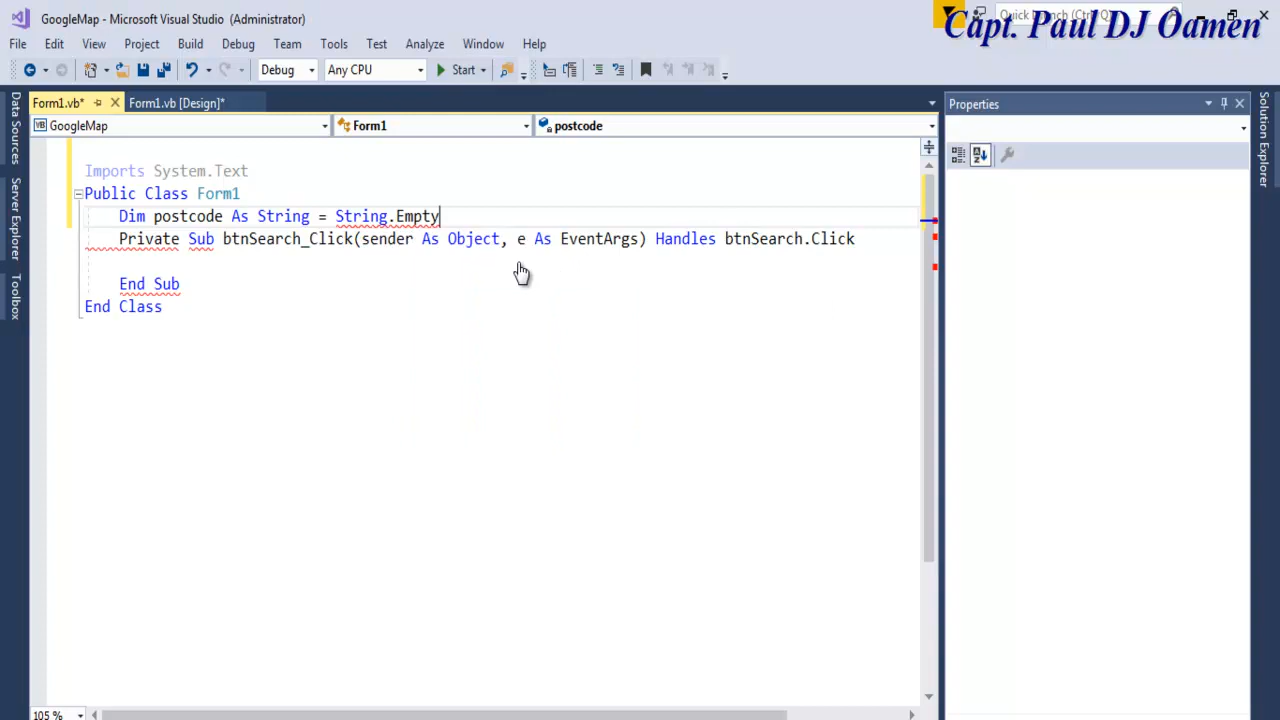 GoogleMap - Microsoft Visual Studio (Administrator)
Quick Launch (Ctrl+Q)
Capt. Paul DJ Oamen
File Edit View Project Build Debug Team Tools Test Analyze Window Help
Debug Any CPU Start
Form1.vb* Form1.vb [Design]*
Properties
GoogleMap Form1 postcode
Data Sources
Server Explorer
Toolbox
Solution Explorer
Imports System.Text
Public Class Form1
Dim postcode As String = String.Empty
Private Sub btnSearch_Click(sender As Object, e As EventArgs) Handles btnSearch.Click
End Sub
End Class
105 %